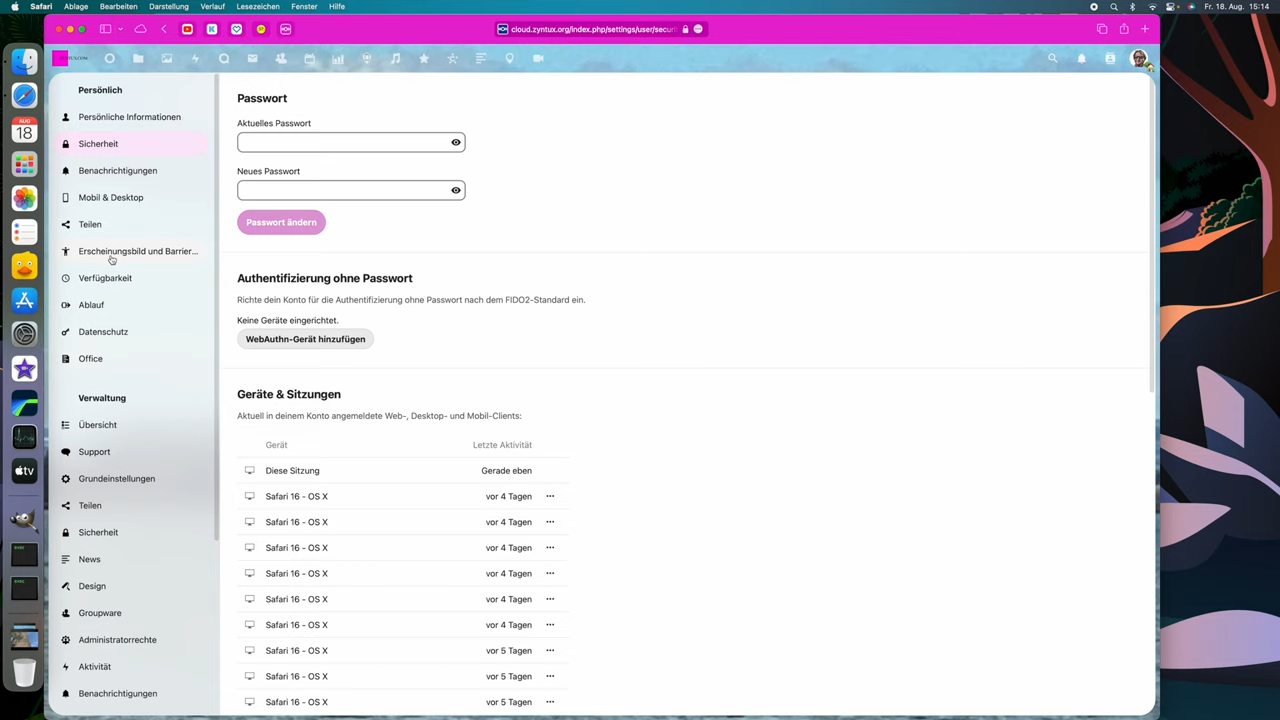 Safari Ablage Bearbeiten Darstellung Verlauf Lesezeichen Fenster Hilfe
Fr. 18. Aug. 15:14
cloud.zyntux.org/index.php/settings/user/secur
Persönlich
Persönliche Informationen
Sicherheit
Benachrichtigungen
Mobil & Desktop
Teilen
Erscheinungsbild und Barrier...
Verfügbarkeit
Ablauf
Datenschutz
Office
Verwaltung
Übersicht
Support
Grundeinstellungen
Teilen
Sicherheit
News
Design
Groupware
Administratorrechte
Aktivität
Benachrichtigungen
Passwort
Aktuelles Passwort
Neues Passwort
Passwort ändern
Authentifizierung ohne Passwort
Richte dein Konto für die Authentifizierung ohne Passwort nach dem FIDO2-Standard ein.
Keine Geräte eingerichtet.
WebAuthn-Gerät hinzufügen
Geräte & Sitzungen
Aktuell in deinem Konto angemeldete Web-, Desktop- und Mobil-Clients:
Gerät Letzte Aktivität
Diese Sitzung Gerade eben
Safari 16 - OS X vor 4 Tagen
Safari 16 - OS X vor 4 Tagen
Safari 16 - OS X vor 4 Tagen
Safari 16 - OS X vor 4 Tagen
Safari 16 - OS X vor 4 Tagen
Safari 16 - OS X vor 4 Tagen
Safari 16 - OS X vor 5 Tagen
Safari 16 - OS X vor 5 Tagen
Safari 16 - OS X vor 5 Tagen
AUG
18
tv